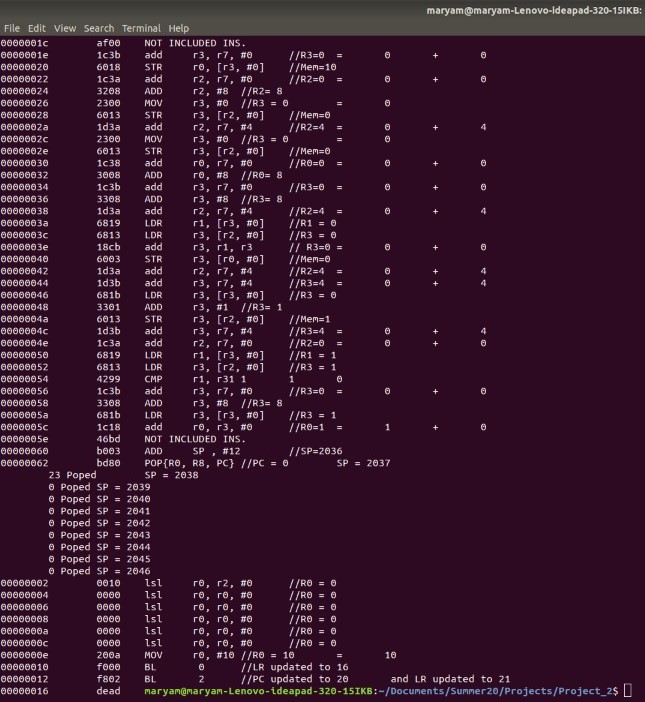 maryam@maryam-Lenovo-ideapad-320-15IKB:
File Edit View Search Terminal Help
0000001c af00 NOT INCLUDED INS.
0000001e 1c3b add r3, r7, #0 //R3=0 = 0 + 0
00000020 6018 STR r0, [r3, #0] //Mem=10
00000022 1c3a add r2, r7, #0 //R2=0 = 0 + 0
00000024 3208 ADD r2, #8 //R2= 8
00000026 2300 MOV r3, #0 //R3 = 0 = 0
00000028 6013 STR r3, [r2, #0] //Mem=0
0000002a 1d3a add r2, r7, #4 //R2=4 = 0 + 4
0000002c 2300 MOV r3, #0 //R3 = 0 = 0
0000002e 6013 STR r3, [r2, #0] //Mem=0
00000030 1c38 add r0, r7, #0 //R0=0 = 0 + 0
00000032 3008 ADD r0, #8 //R0= 8
00000034 1c3b add r3, r7, #0 //R3=0 = 0 + 0
00000036 3308 ADD r3, #8 //R3= 8
00000038 1d3a add r2, r7, #4 //R2=4 = 0 + 4
0000003a 6819 LDR r1, [r3, #0] //R1 = 0
0000003c 6813 LDR r3, [r2, #0] //R3 = 0
0000003e 18cb add r3, r1, r3 // R3=0 = 0 + 0
00000040 6003 STR r3, [r0, #0] //Mem=0
00000042 1d3a add r2, r7, #4 //R2=4 = 0 + 4
00000044 1d3b add r3, r7, #4 //R3=4 = 0 + 4
00000046 681b LDR r3, [r3, #0] //R3 = 0
00000048 3301 ADD r3, #1 //R3= 1
0000004a 6013 STR r3, [r2, #0] //Mem=1
0000004c 1d3b add r3, r7, #4 //R3=4 = 0 + 4
0000004e 1c3a add r2, r7, #0 //R2=0 = 0 + 0
00000050 6819 LDR r1, [r3, #0] //R1 = 1
00000052 6813 LDR r3, [r2, #0] //R3 = 1
00000054 4299 CMP r1, r31 1 1 0
00000056 1c3b add r3, r7, #0 //R3=0 = 0 + 0
00000058 3308 ADD r3, #8 //R3= 8
0000005a 681b LDR r3, [r3, #0] //R3 = 1
0000005c 1c18 add r0, r3, #0 //R0=1 = 1 + 0
0000005e 46bd NOT INCLUDED INS.
00000060 b003 ADD SP , #12 //SP=2036
00000062 bd80 POP{R0, R8, PC} //PC = 0 SP = 2037
23 Poped SP = 2038
0 Poped SP = 2039
0 Poped SP = 2040
0 Poped SP = 2041
0 Poped SP = 2042
0 Poped SP = 2043
0 Poped SP = 2044
0 Poped SP = 2045
0 Poped SP = 2046
00000002 0010 lsl r0, r2, #0 //R0 = 0
00000004 0000 lsl r0, r0, #0 //R0 = 0
00000006 0000 lsl r0, r0, #0 //R0 = 0
00000008 0000 lsl r0, r0, #0 //R0 = 0
0000000a 0000 lsl r0, r0, #0 //R0 = 0
0000000c 0000 lsl r0, r0, #0 //R0 = 0
0000000e 200a MOV r0, #10 //R0 = 10 = 10
00000010 f000 BL 0 //LR updated to 16
00000012 f802 BL 2 //PC updated to 20 and LR updated to 21
00000016 dead maryam@maryam-Lenovo-ideapad-320-15IKB:~/Documents/Summer20/Projects/Project_2$